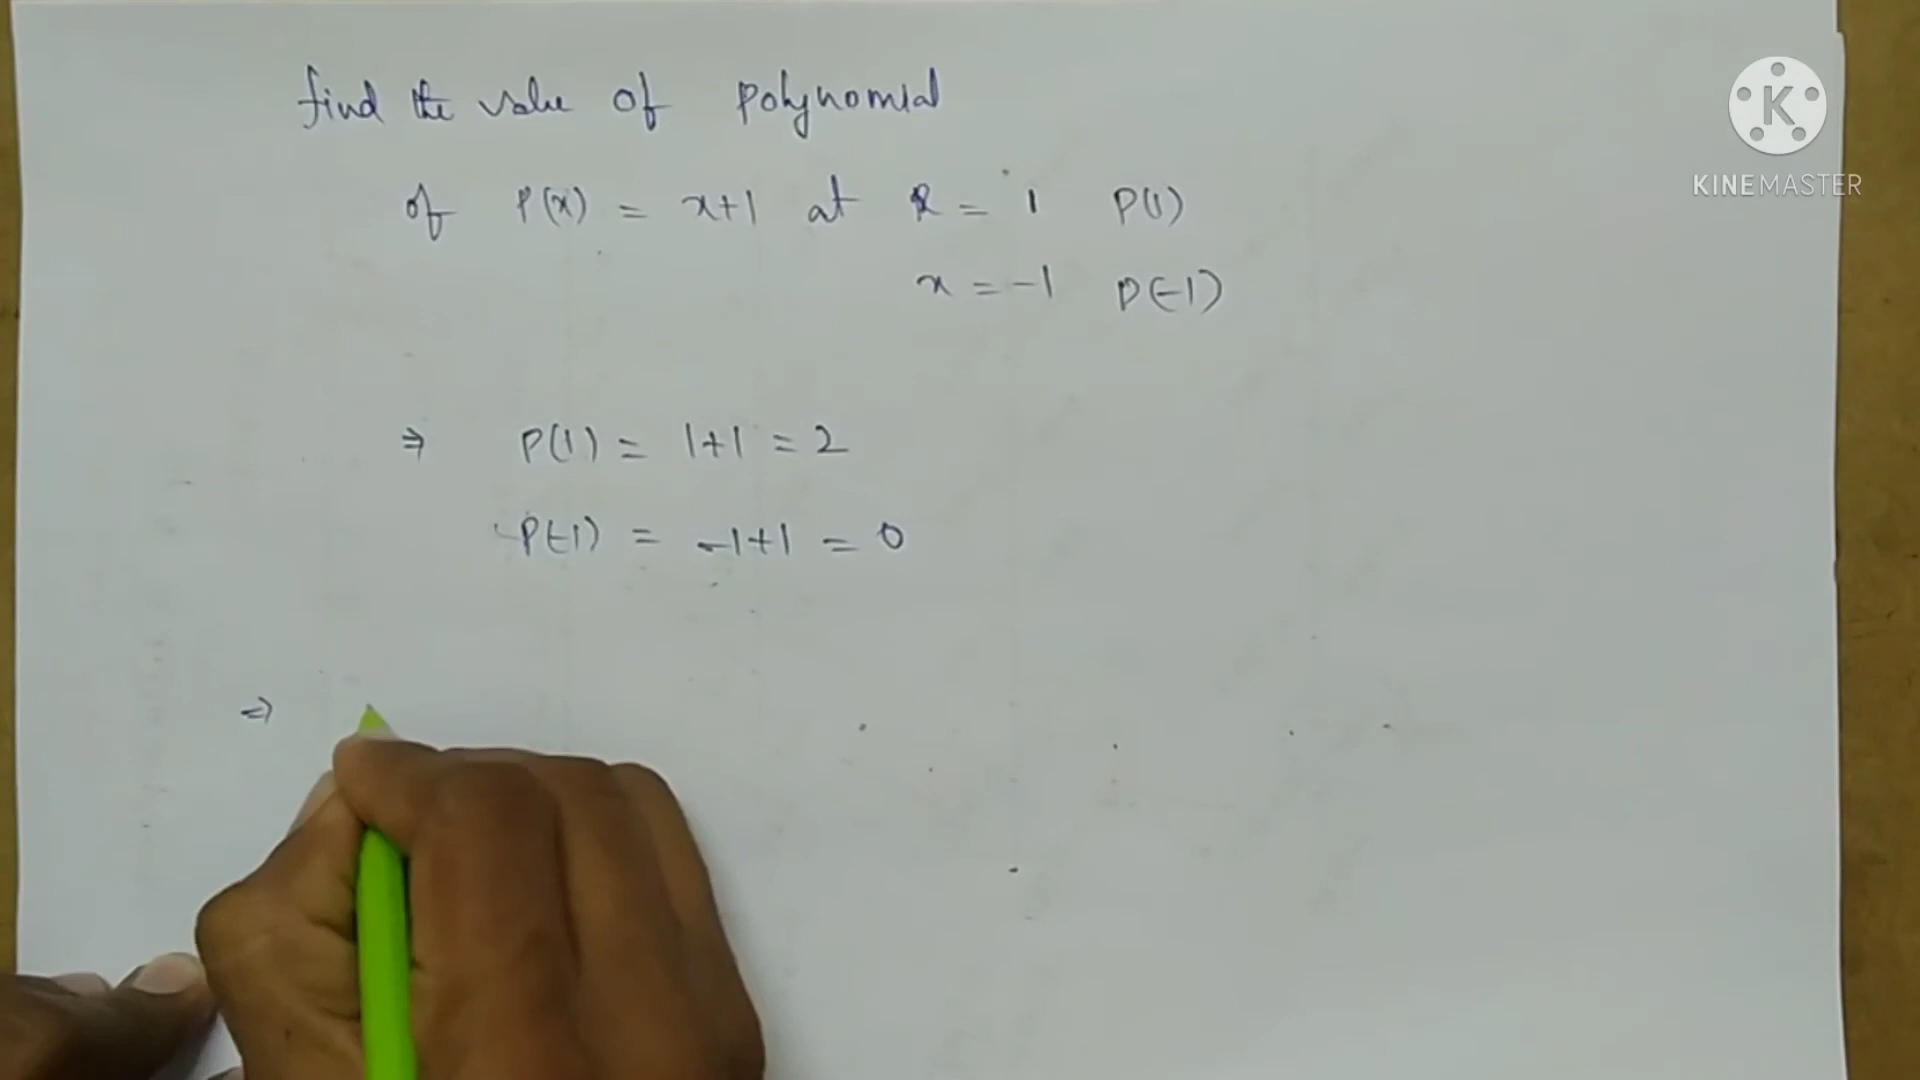 find the value of polynomial
of P(x) = x+1 at x = 1 P(1)
x = -1 P(-1)
⇒ P(1) = 1+1 = 2
P(-1) = -1+1 = 0
⇒
K
KINEMASTER